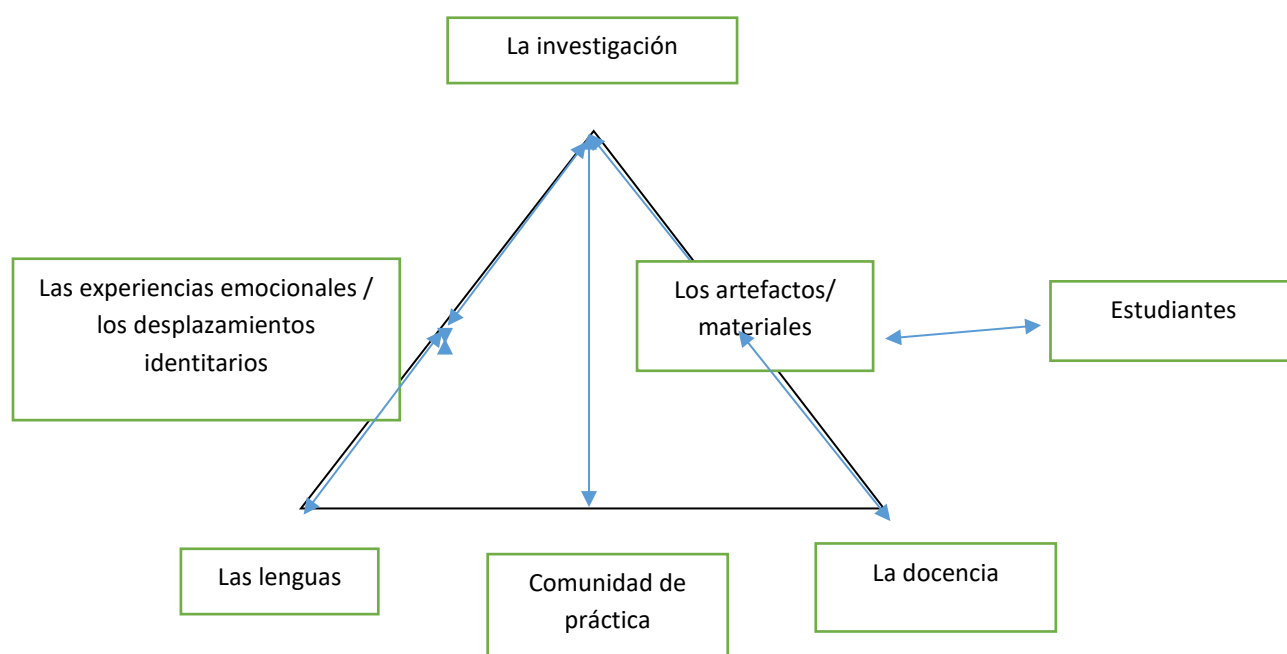 La investigación
Las experiencias emocionales /
los desplazamientos
identitarios
Los artefactos/
materiales
Estudiantes
Las lenguas
Comunidad de
práctica
La docencia